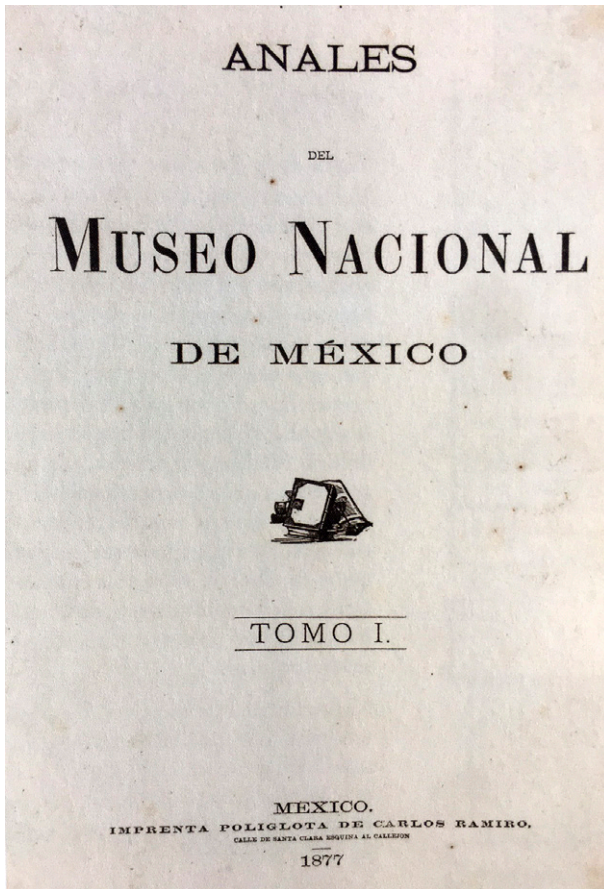 ANALES
DEL
MUSEO NACIONAL
DE MÉXICO
TOMO I.
MEXICO.
IMPRENTA POLIGLOTA DE CARLOS RAMIRO,
CALLE DE SANTA CLARA ESQUINA AL CALLEJON
1877